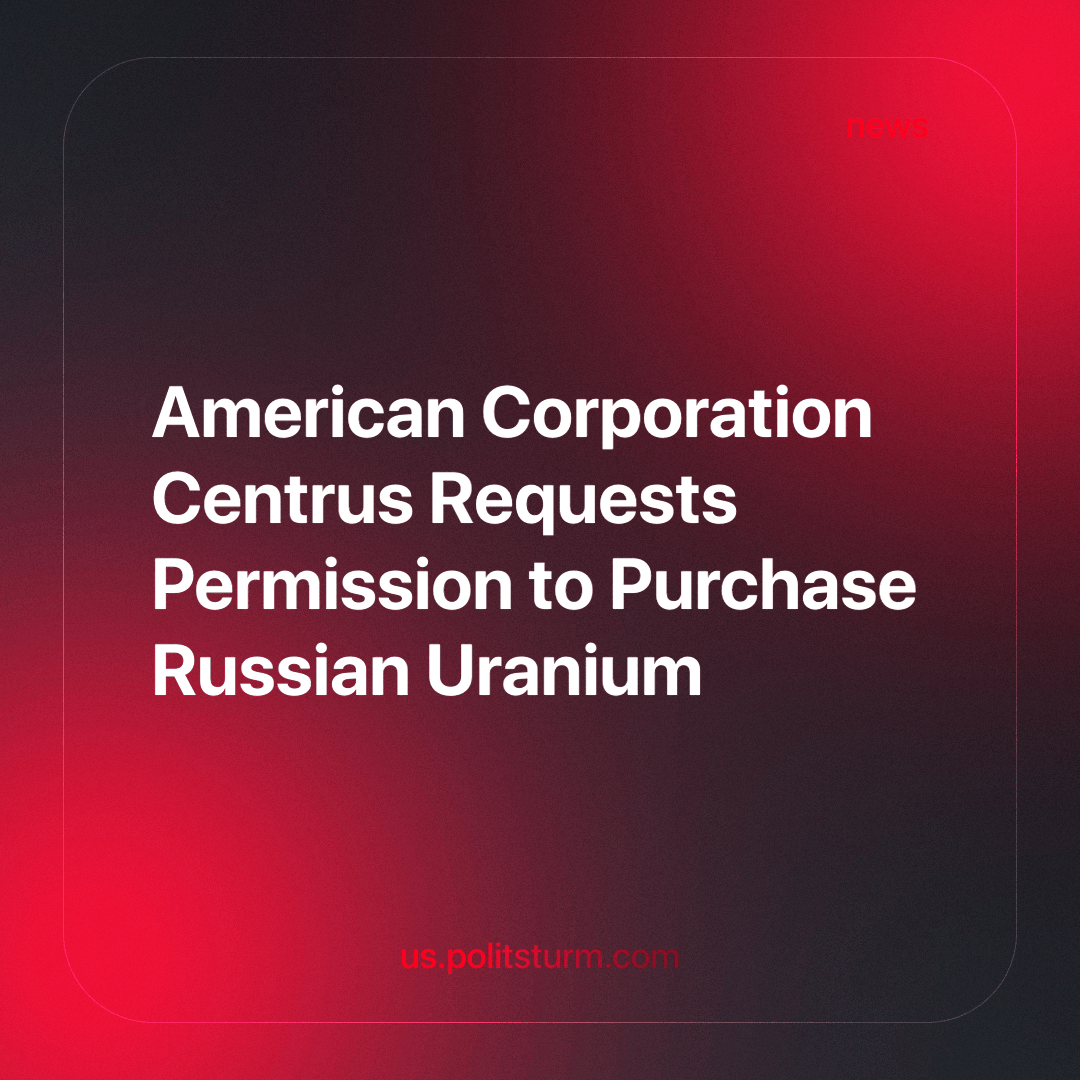 news
American Corporation
Centrus Requests
Permission to Purchase
Russian Uranium
us.politsturm.com